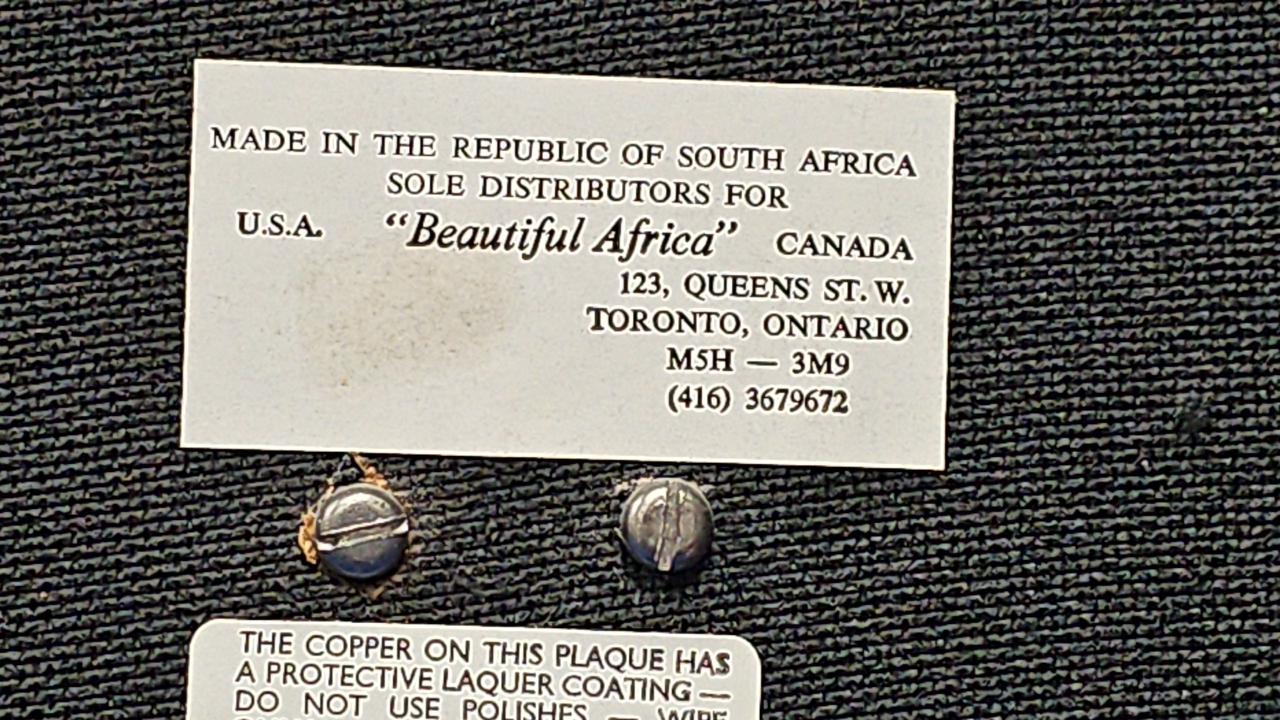 MADE IN THE REPUBLIC OF SOUTH AFRICA
SOLE DISTRIBUTORS FOR
U.S.A. “Beautiful Africa” CANADA
123, QUEENS ST. W.
TORONTO, ONTARIO
M5H — 3M9
(416) 3679672
THE COPPER ON THIS PLAQUE HAS
A PROTECTIVE LAQUER COATING —
DO NOT USE POLISHES — WIPE